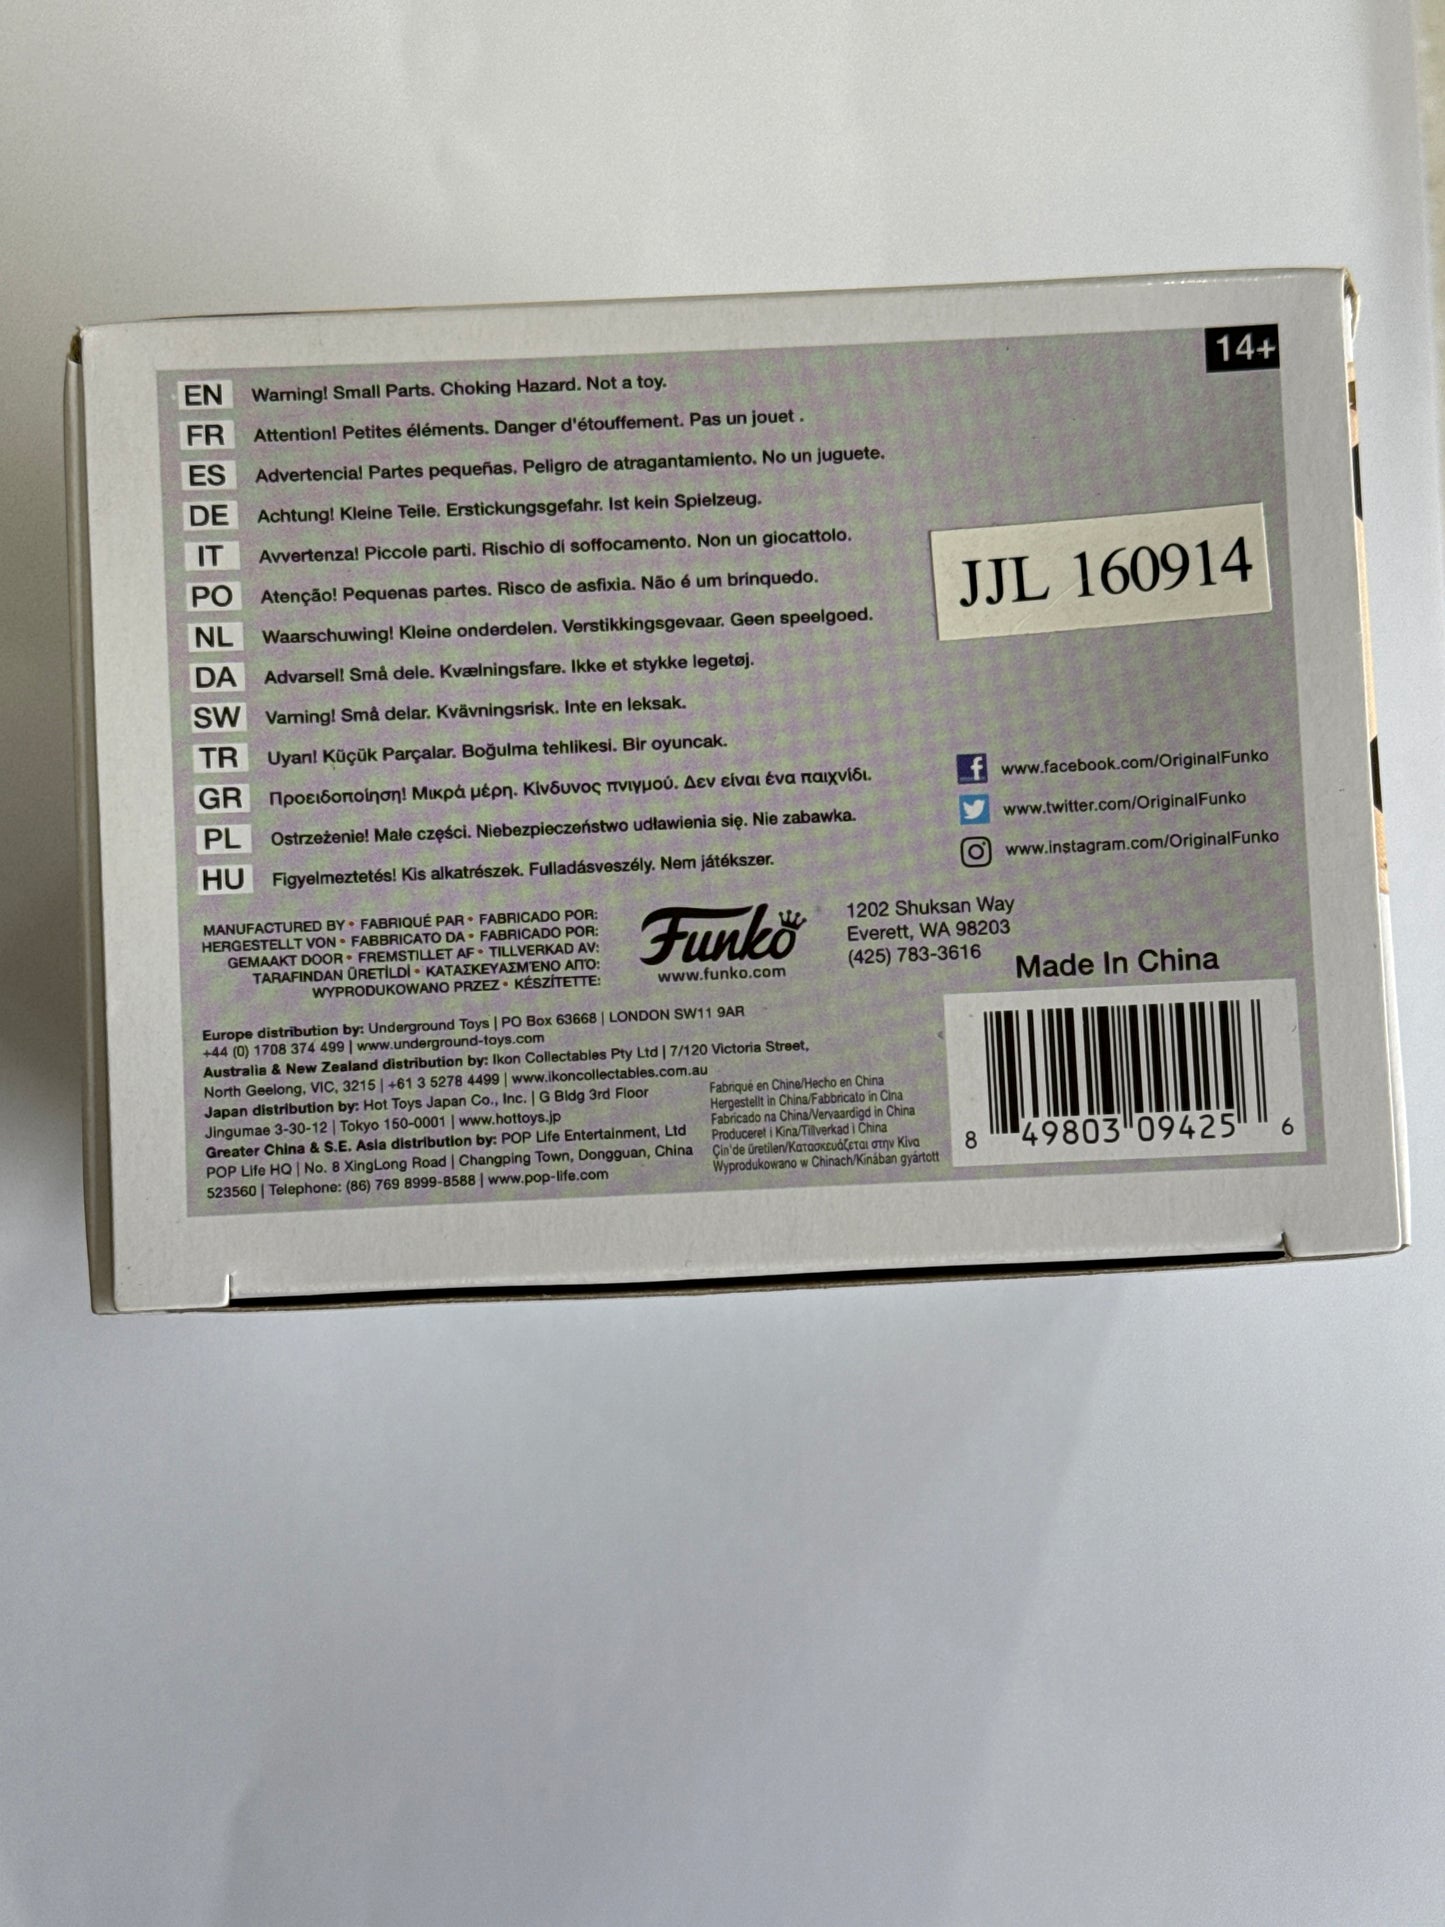 14+
EN Warning! Small Parts. Choking Hazard. Not a toy.
FR Attention! Petites éléments. Danger d'étouffement. Pas un jouet .
ES Advertencia! Partes pequeñas. Peligro de atragantamiento. No un juguete.
DE Achtung! Kleine Teile. Erstickungsgefahr. Ist kein Spielzeug.
IT Avvertenza! Piccole parti. Rischio di soffocamento. Non un giocattolo.
PO Atenção! Pequenas partes. Risco de asfixia. Não é um brinquedo.
NL Waarschuwing! Kleine onderdelen. Verstikkingsgevaar. Geen speelgoed.
DA Advarsel! Små dele. Kvælningsfare. Ikke et stykke legetøj.
SW Varning! Små delar. Kvävningsrisk. Inte en leksak.
TR Uyarı! Küçük Parçalar. Boğulma tehlikesi. Bir oyuncak.
GR Προειδοποίηση! Μικρά μέρη. Κίνδυνος πνιγμού. Δεν είναι ένα παιχνίδι.
PL Ostrzeżenie! Małe części. Niebezpieczeństwo udławienia się. Nie zabawka.
HU Figyelmeztetés! Kis alkatrészek. Fulladásveszély. Nem játékszer.
JJL 160914
www.facebook.com/OriginalFunko
www.twitter.com/OriginalFunko
www.instagram.com/OriginalFunko
MANUFACTURED BY • FABRIQUÉ PAR • FABRICADO POR:
HERGESTELLT VON • FABBRICATO DA • FABRICADO POR:
GEMAAKT DOOR • FREMSTILLET AF • TILLVERKAD AV:
TARAFINDAN ÜRETİLDİ • ΚΑΤΑΣΚΕΥΑΣΜΈΝΟ ΑΠΌ:
WYPRODUKOWANO PRZEZ • KÉSZÍTETTE:
Funko
www.funko.com
1202 Shuksan Way
Everett, WA 98203
(425) 783-3616
Made In China
Europe distribution by: Underground Toys | PO Box 63668 | LONDON SW11 9AR
+44 (0) 1708 374 499 | www.underground-toys.com
Australia & New Zealand distribution by: Ikon Collectables Pty Ltd | 7/120 Victoria Street,
North Geelong, VIC, 3215 | +61 3 5278 4499 | www.ikoncollectables.com.au
Japan distribution by: Hot Toys Japan Co., Inc. | G Bldg 3rd Floor
Jingumae 3-30-12 | Tokyo 150-0001 | www.hottoys.jp
Greater China & S.E. Asia distribution by: POP Life Entertainment, Ltd
POP Life HQ | No. 8 XingLong Road | Changping Town, Dongguan, China
523560 | Telephone: (86) 769 8999-8588 | www.pop-life.com
Fabriqué en Chine/Hecho en China
Hergestellt in China/Fabbricato in Cina
Fabricado na China/Vervaardigd in China
Produceret i Kina/Tillverkad i China
Çin'de üretilen/Κατασκευάζεται στην Κίνα
Wyprodukowano w Chinach/Kínában gyártott
8 49803 09425 6